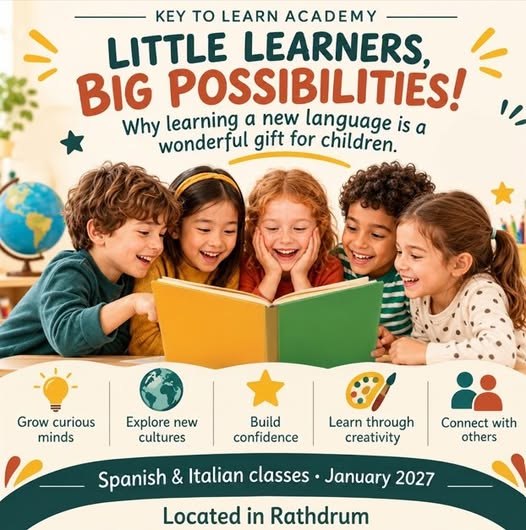 KEY TO LEARN ACADEMY
LITTLE LEARNERS,
BIG POSSIBILITIES!
Why learning a new language is a
wonderful gift for children.
Grow curious
minds
Explore new
cultures
Build
confidence
Learn through
creativity
Connect with
others
Spanish & Italian classes • January 2027
Located in Rathdrum